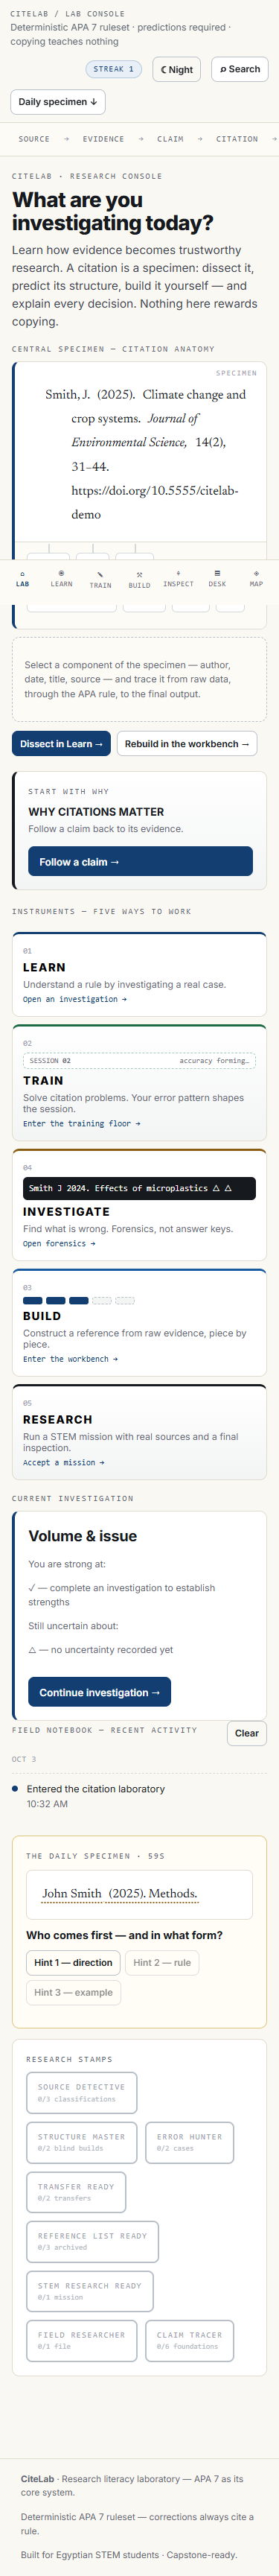 CITELAB / LAB CONSOLE
Deterministic APA 7 ruleset · predictions required ·
copying teaches nothing
STREAK 1
☾ Night
⌕ Search
Daily specimen ↓
SOURCE → EVIDENCE → CLAIM → CITATION →
CITELAB · RESEARCH CONSOLE
What are you
investigating today?
Learn how evidence becomes trustworthy
research. A citation is a specimen: dissect it,
predict its structure, build it yourself — and
explain every decision. Nothing here rewards
copying.
CENTRAL SPECIMEN — CITATION ANATOMY
SPECIMEN
Smith, J. (2025). Climate change and
crop systems. Journal of
Environmental Science, 14(2),
31–44.
https://doi.org/10.5555/citelab-
demo
LAB LEARN TRAIN BUILD INSPECT DESK MAP
Select a component of the specimen — author,
date, title, source — and trace it from raw data,
through the APA rule, to the final output.
Dissect in Learn →
Rebuild in the workbench →
START WITH WHY
WHY CITATIONS MATTER
Follow a claim back to its evidence.
Follow a claim →
INSTRUMENTS — FIVE WAYS TO WORK
01
LEARN
Understand a rule by investigating a real case.
Open an investigation →
02
SESSION 02 accuracy forming…
TRAIN
Solve citation problems. Your error pattern shapes
the session.
Enter the training floor →
04
Smith J 2024. Effects of microplastics △ △
INVESTIGATE
Find what is wrong. Forensics, not answer keys.
Open forensics →
03
BUILD
Construct a reference from raw evidence, piece by
piece.
Enter the workbench →
05
RESEARCH
Run a STEM mission with real sources and a final
inspection.
Accept a mission →
CURRENT INVESTIGATION
Volume & issue
You are strong at:
✓ — complete an investigation to establish
strengths
Still uncertain about:
△ — no uncertainty recorded yet
Continue investigation →
FIELD NOTEBOOK — RECENT ACTIVITY
Clear
OCT 3
Entered the citation laboratory
10:32 AM
THE DAILY SPECIMEN · 59S
John Smith (2025). Methods.
Who comes first — and in what form?
Hint 1 — direction
Hint 2 — rule
Hint 3 — example
RESEARCH STAMPS
SOURCE DETECTIVE
0/3 classifications
STRUCTURE MASTER
0/2 blind builds
ERROR HUNTER
0/2 cases
TRANSFER READY
0/2 transfers
REFERENCE LIST READY
0/3 archived
STEM RESEARCH READY
0/1 mission
FIELD RESEARCHER
0/1 file
CLAIM TRACER
0/6 foundations
CiteLab · Research literacy laboratory — APA 7 as its
core system.
Deterministic APA 7 ruleset — corrections always cite a
rule.
Built for Egyptian STEM students · Capstone-ready.